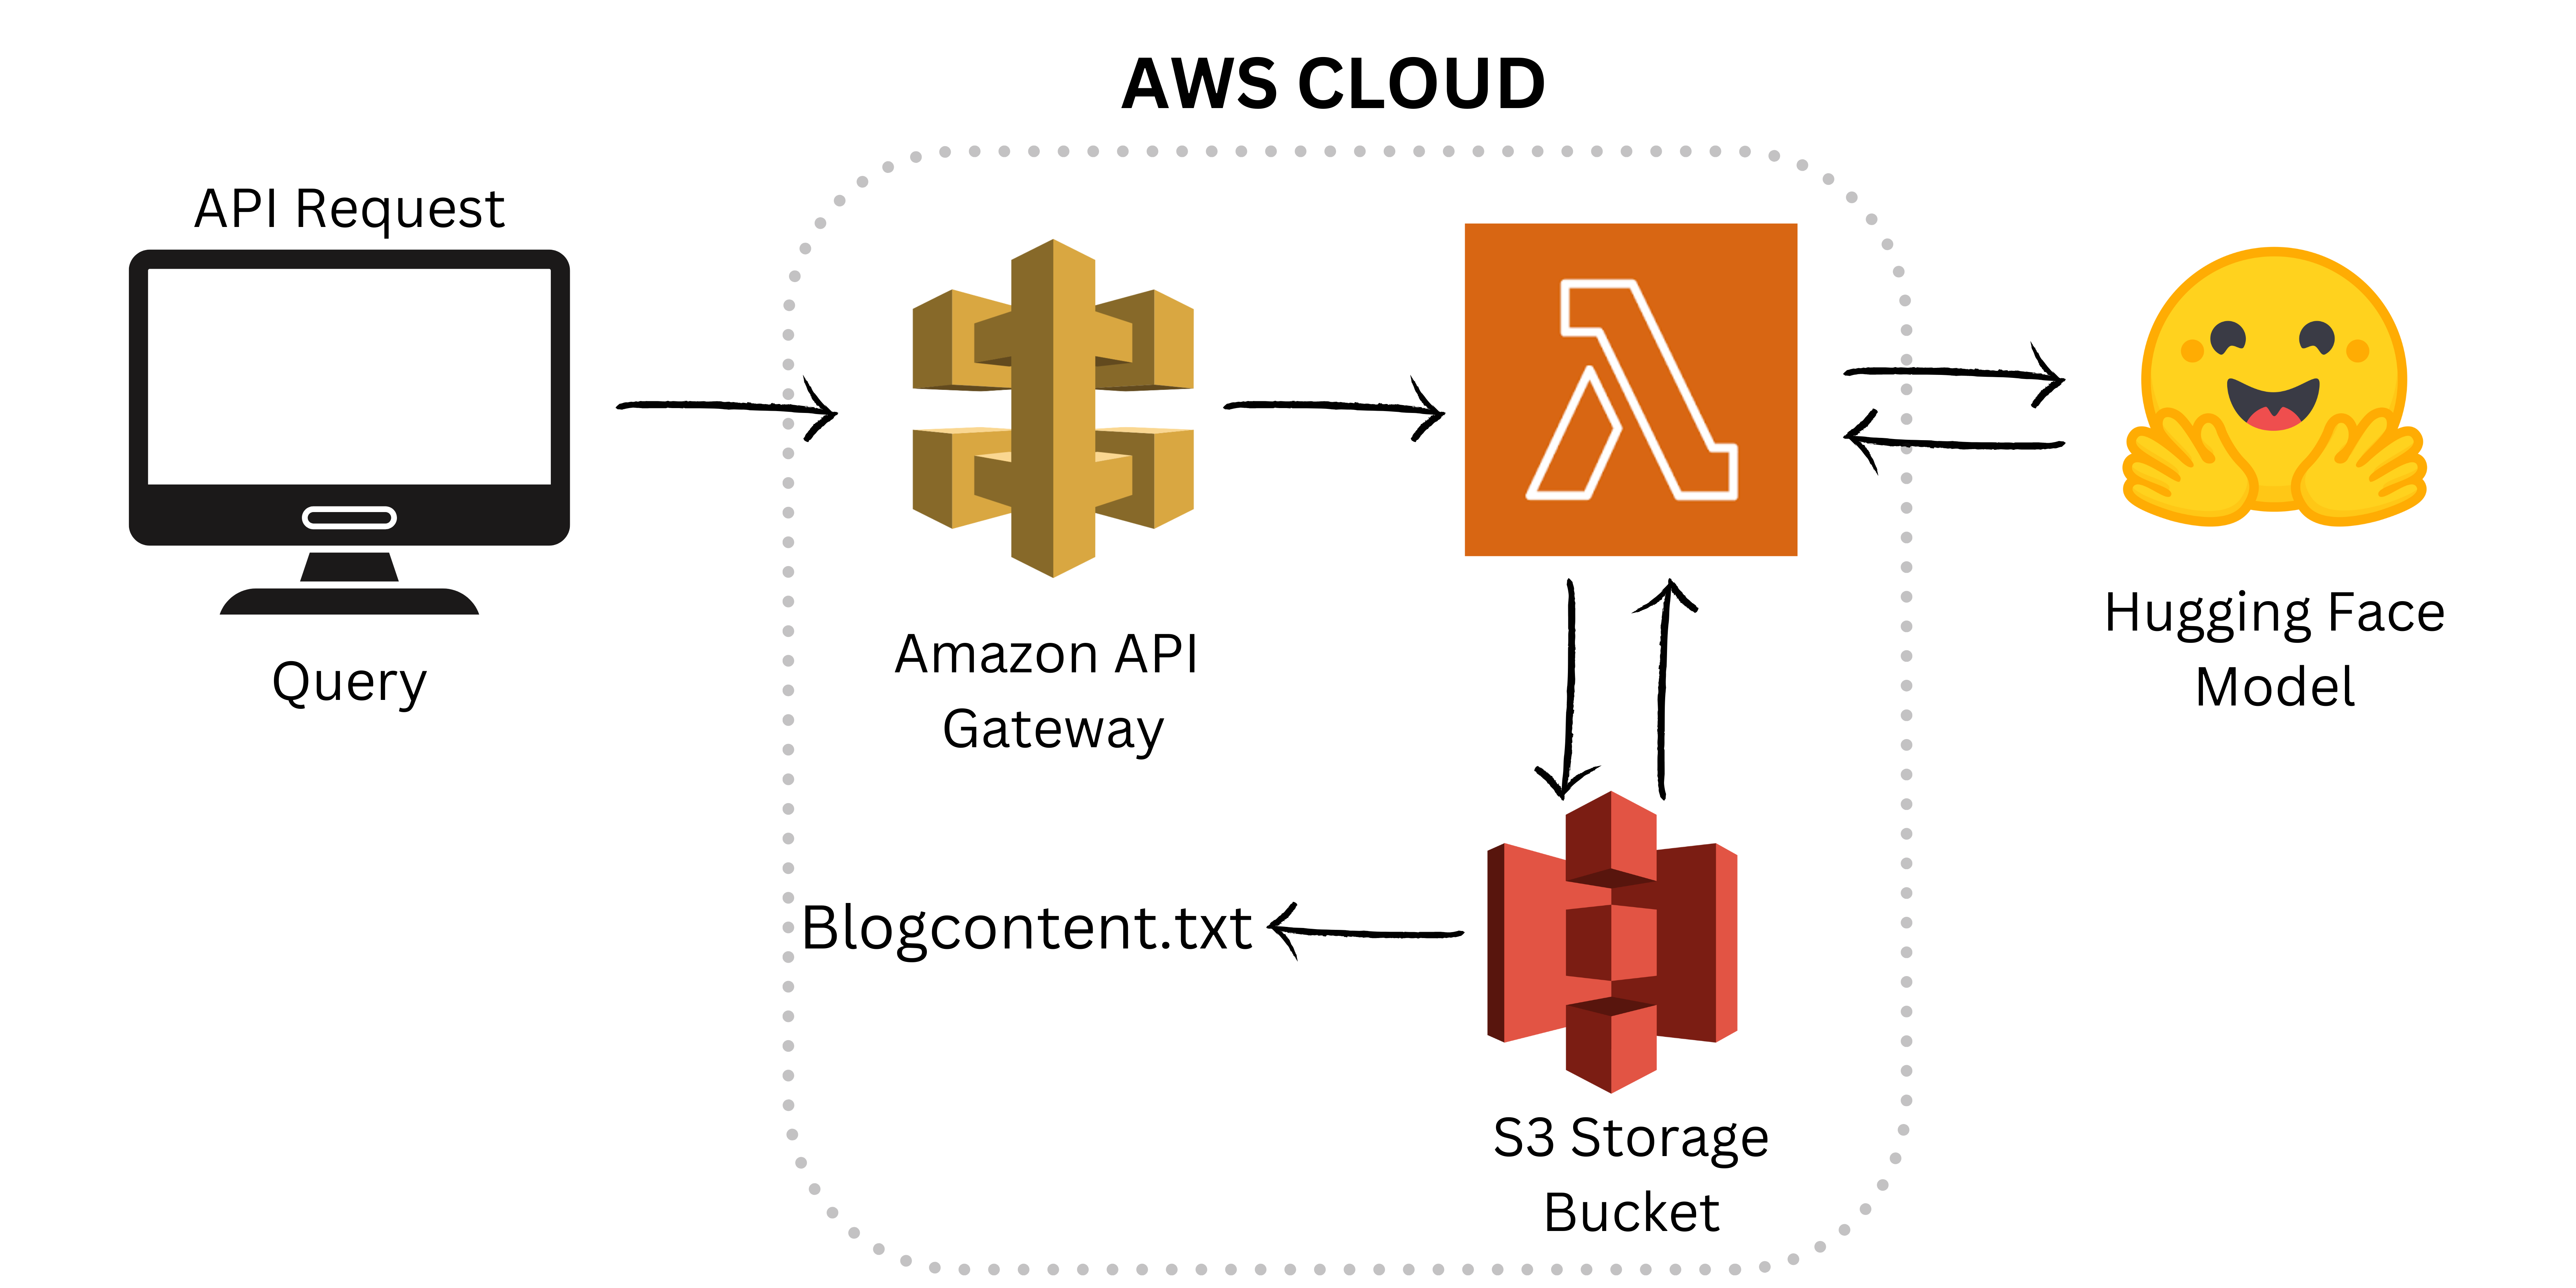 AWS CLOUD
API Request
Query
Amazon API
Gateway
Hugging Face
Model
Blogcontent.txt
S3 Storage
Bucket